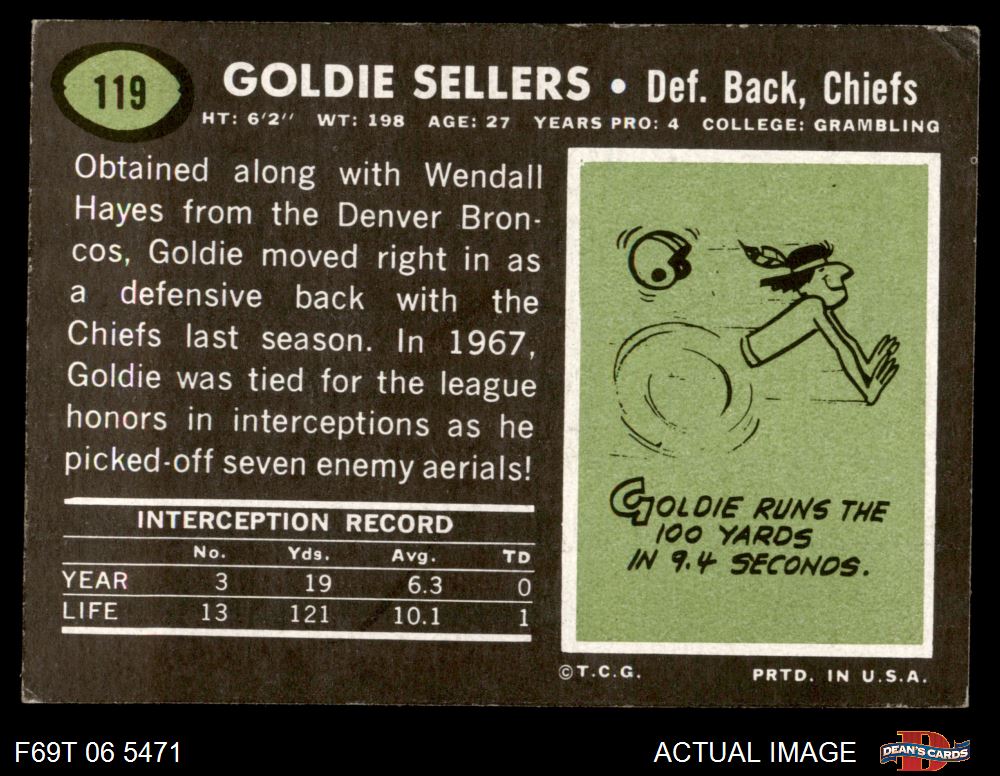 119
GOLDIE SELLERS • Def. Back, Chiefs
HT: 6'2" WT: 198 AGE: 27 YEARS PRO: 4 COLLEGE: GRAMBLING
Obtained along with Wendall
Hayes from the Denver Bron-
cos, Goldie moved right in as
a defensive back with the
Chiefs last season. In 1967,
Goldie was tied for the league
honors in interceptions as he
picked-off seven enemy aerials!
INTERCEPTION RECORD
No. Yds. Avg. TD
YEAR 3 19 6.3 0
LIFE 13 121 10.1 1
GOLDIE RUNS THE
100 YARDS
IN 9.4 SECONDS.
©T.C.G. PRTD. IN U.S.A.
F69T 06 5471 ACTUAL IMAGE
D
DEAN'S CARDS